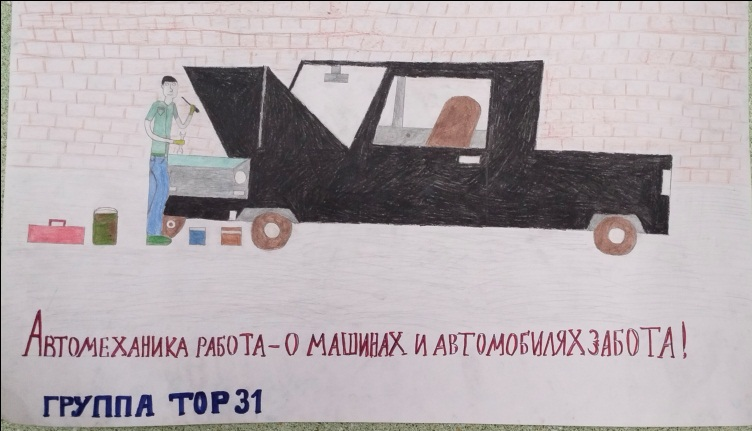 Автомеханика работа - о машинах и автомобилях забота!
ГРУППА ТОР 31